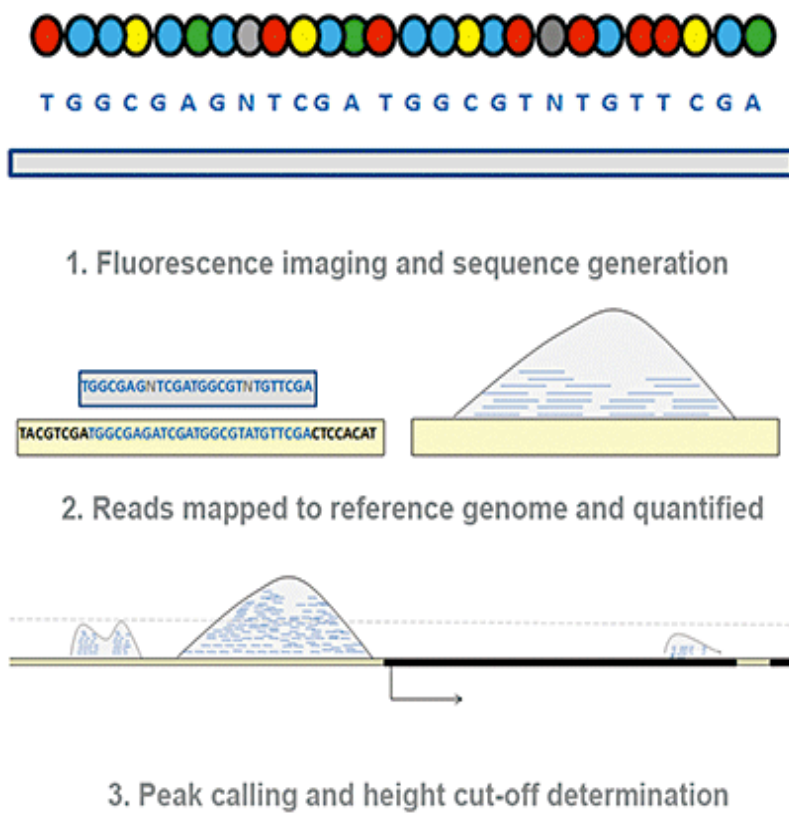 T G G C G A G N T C G A T G G C G T N T G T T C G A
1. Fluorescence imaging and sequence generation
TGGCGAGNTCGATGGCGTNTGTTCGA
TACGTCGATGGCGAGATCGATGGCGTATGTTCGACTCCACAT
2. Reads mapped to reference genome and quantified
3. Peak calling and height cut-off determination